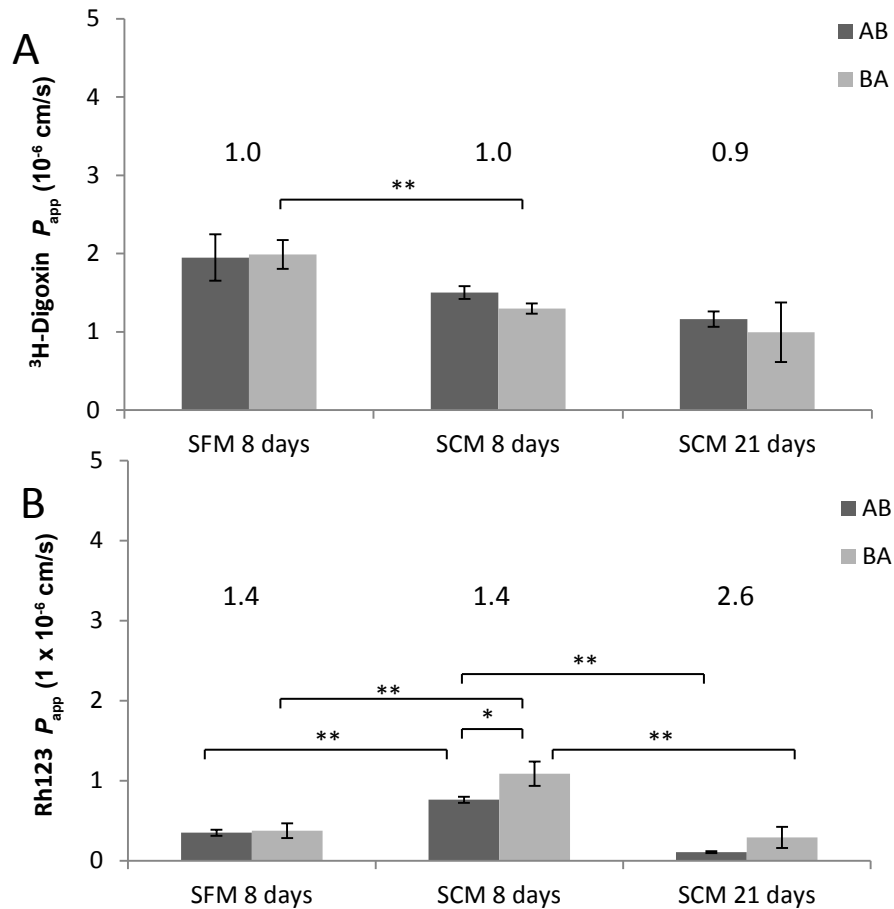 A
³H-Digoxin Papp (10⁻⁶ cm/s)
5
4
3
2
1
0
AB
BA
1.0 1.0 0.9
**
SFM 8 days SCM 8 days SCM 21 days
B
Rh123 Papp (1 x 10⁻⁶ cm/s)
5
4
3
2
1
0
AB
BA
1.4 1.4 2.6
**
**
*
** **
SFM 8 days SCM 8 days SCM 21 days